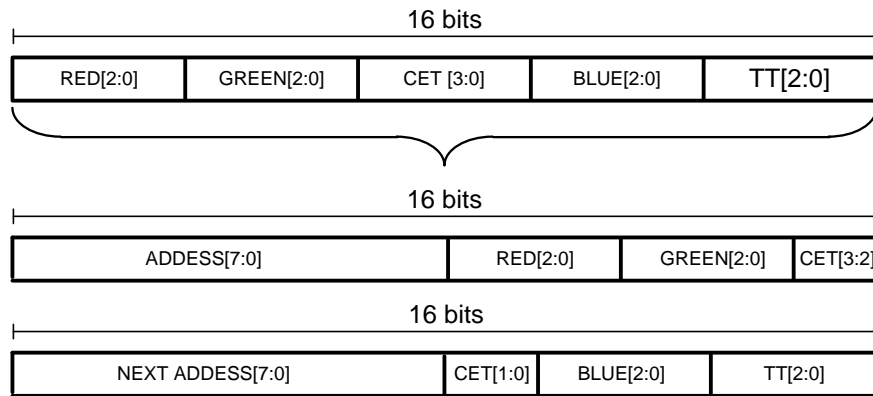 16 bits
RED[2:0] GREEN[2:0] CET [3:0] BLUE[2:0] TT[2:0]
16 bits
ADDESS[7:0] RED[2:0] GREEN[2:0] CET[3:2]
16 bits
NEXT ADDESS[7:0] CET[1:0] BLUE[2:0] TT[2:0]